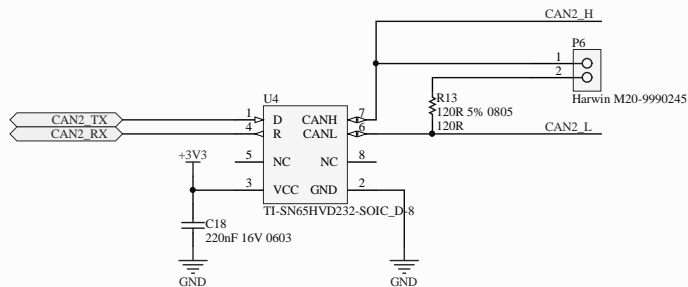 CAN2_H
P6
1
2
Harwin M20-9990245
R13
120R 5% 0805
120R
CAN2_L
U4
CAN2_TX
1
D
CANH
7
CAN2_RX
4
R
CANL
6
5
NC
NC
8
+3V3
3
VCC
GND
2
TI-SN65HVD232-SOIC_D-8
C18
220nF 16V 0603
GND
GND